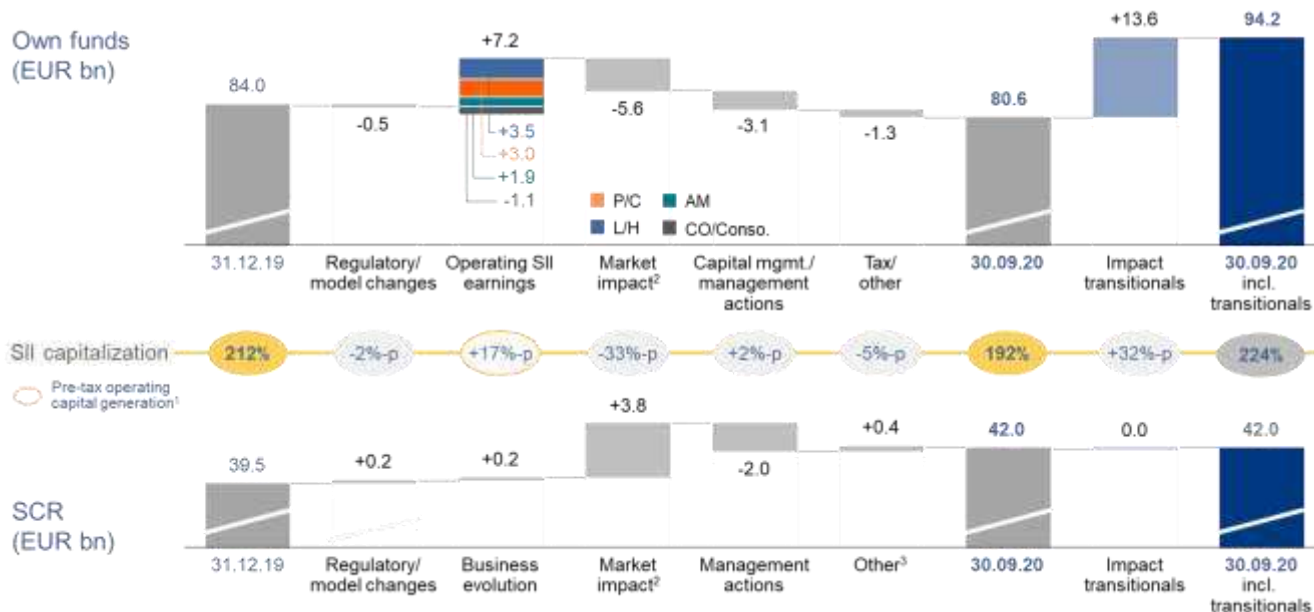 Own funds
(EUR bn)
84.0
-0.5
+7.2
+3.5
+3.0
+1.9
-1.1
-5.6
-3.1
-1.3
80.6
+13.6
94.2
P/C
AM
L/H
CO/Conso.
31.12.19
Regulatory/
model changes
Operating SII
earnings
Market
impact²
Capital mgmt./
management
actions
Tax/
other
30.09.20
Impact
transitionals
30.09.20
incl.
transitionals
SII capitalization
212%
-2%-p
+17%-p
-33%-p
+2%-p
-5%-p
192%
+32%-p
224%
Pre-tax operating
capital generation¹
SCR
(EUR bn)
39.5
+0.2
+0.2
+3.8
-2.0
+0.4
42.0
0.0
42.0
31.12.19
Regulatory/
model changes
Business
evolution
Market
impact²
Management
actions
Other³
30.09.20
Impact
transitionals
30.09.20
incl.
transitionals